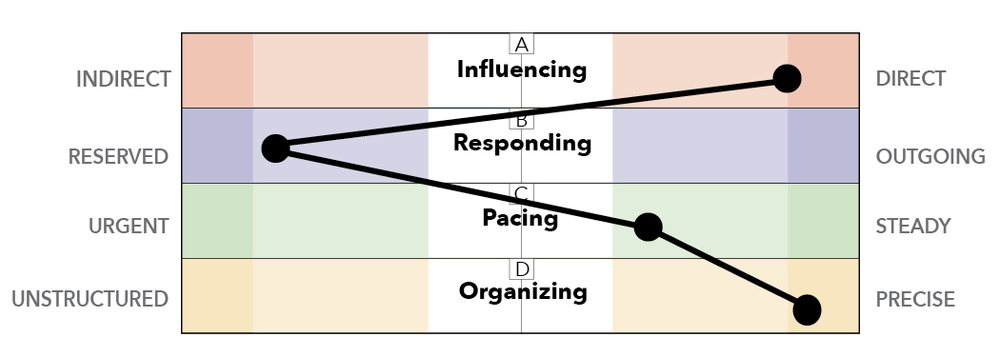 A
Influencing
INDIRECT
DIRECT
B
Responding
RESERVED
OUTGOING
C
Pacing
URGENT
STEADY
D
Organizing
UNSTRUCTURED
PRECISE